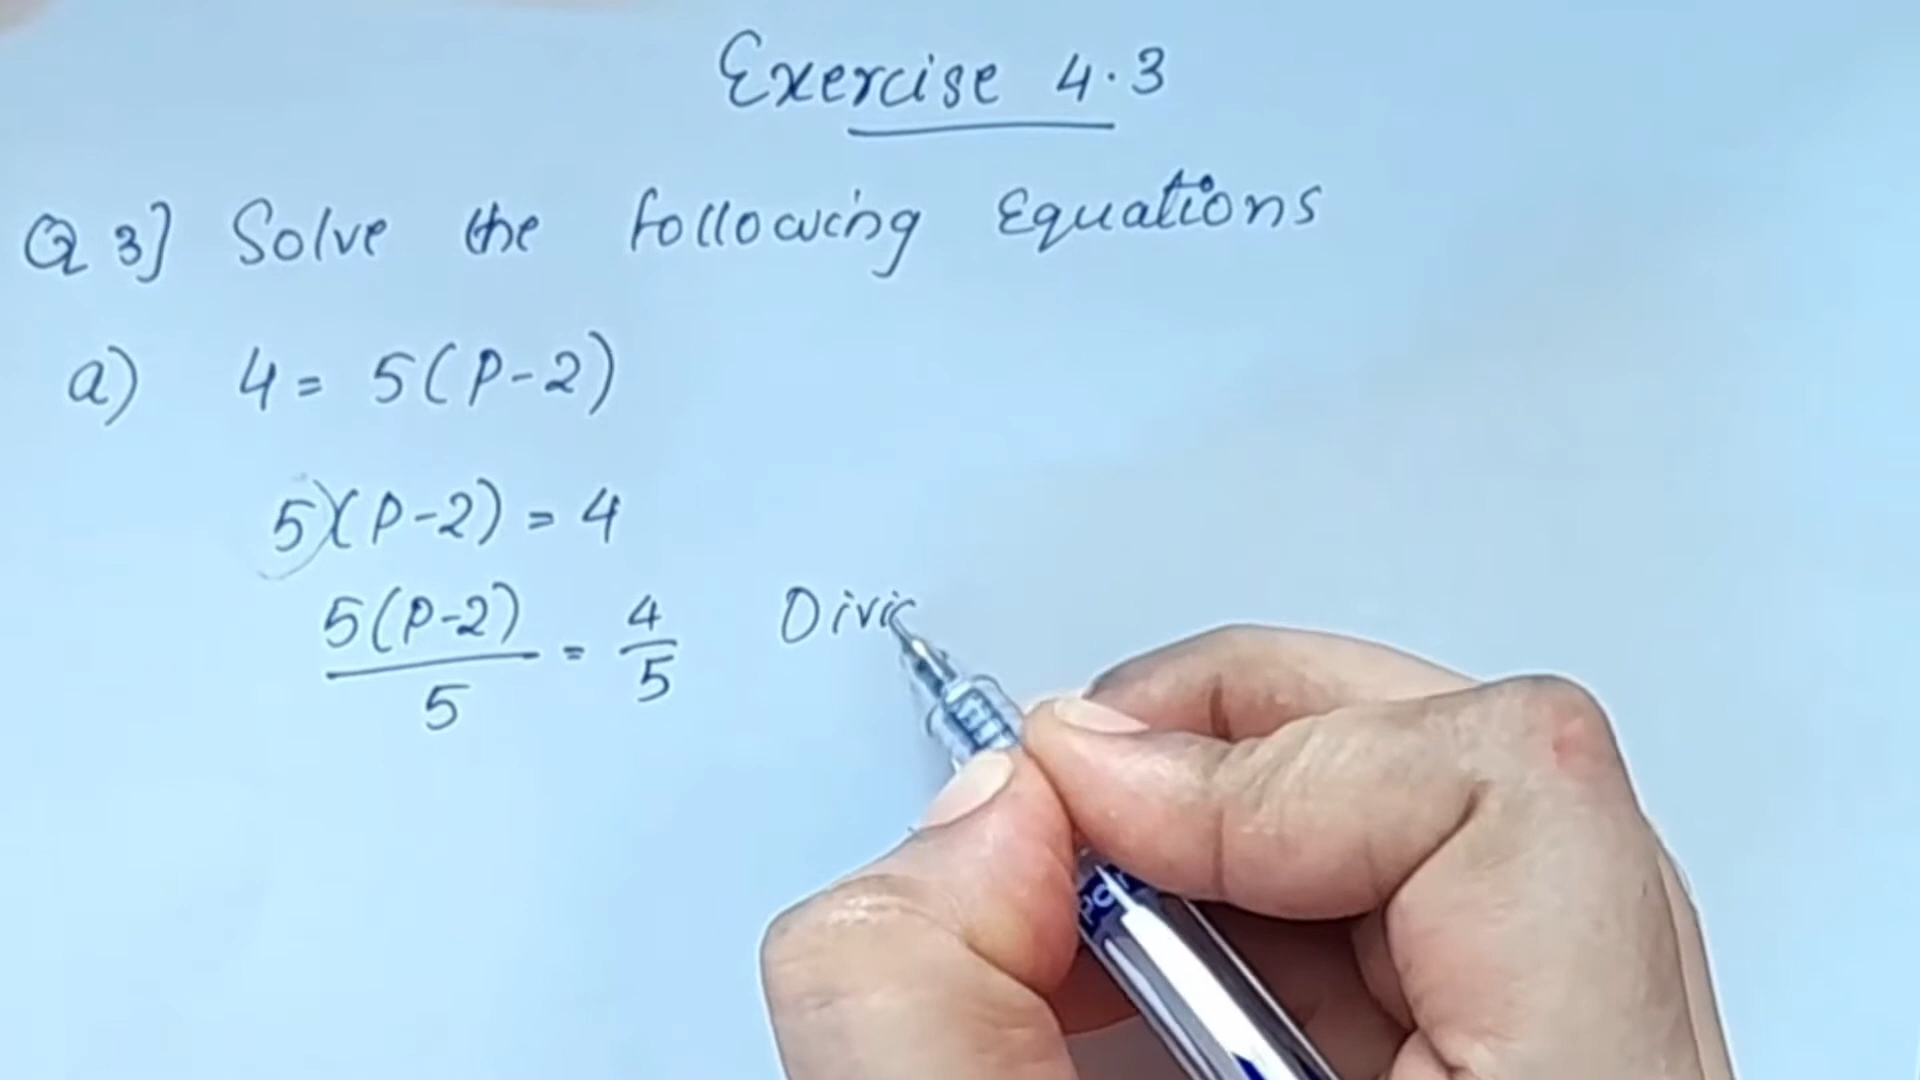 Exercise 4.3
Q 3] Solve the following Equations
a) 4 = 5(P-2)
5)(P-2) = 4
5(P-2)/5 = 4/5 Divid